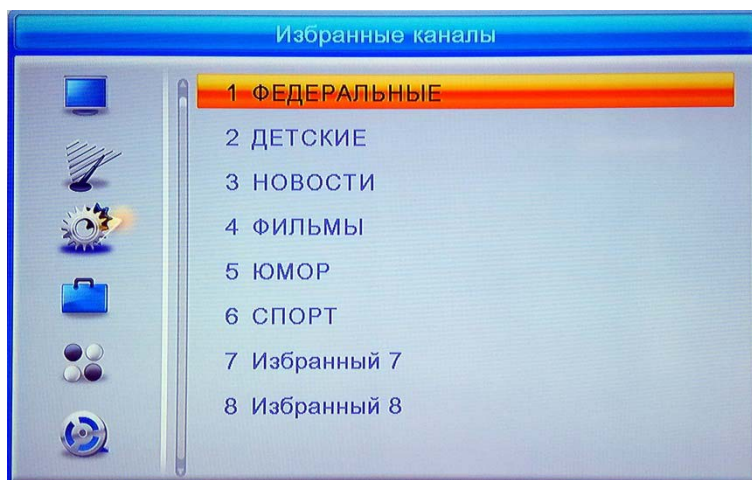 Избранные каналы
1 ФЕДЕРАЛЬНЫЕ
2 ДЕТСКИЕ
3 НОВОСТИ
4 ФИЛЬМЫ
5 ЮМОР
6 СПОРТ
7 Избранный 7
8 Избранный 8